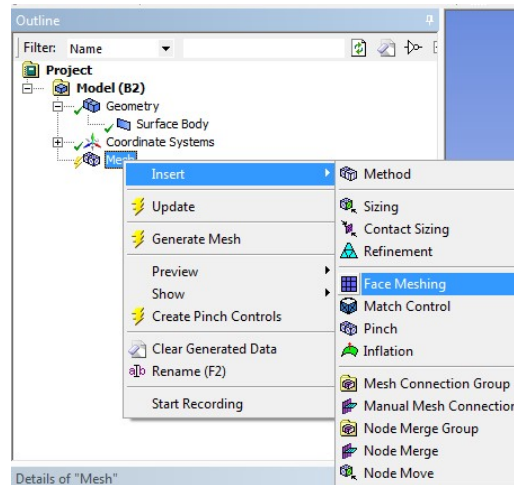 Outline
Filter: Name
Project
Model (B2)
Geometry
Surface Body
Coordinate Systems
Mesh
Insert
Update
Generate Mesh
Preview
Show
Create Pinch Controls
Clear Generated Data
aIb Rename (F2)
Start Recording
Method
Sizing
Contact Sizing
Refinement
Face Meshing
Match Control
Pinch
Inflation
Mesh Connection Group
Manual Mesh Connection
Node Merge Group
Node Merge
Node Move
Details of "Mesh"